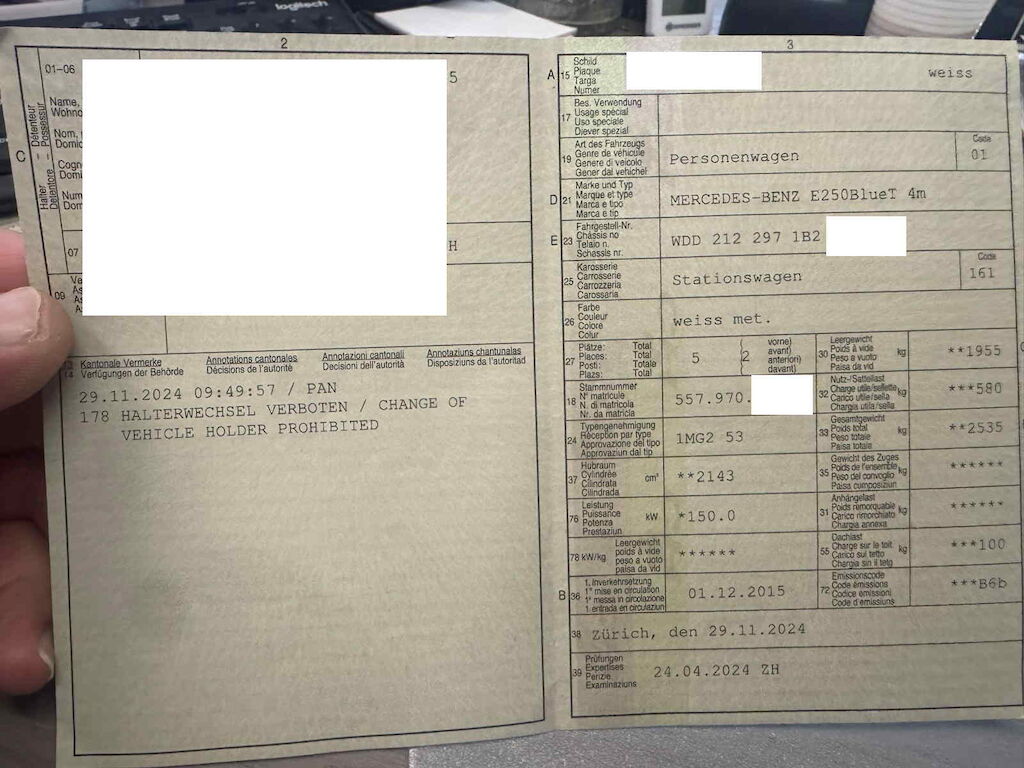 logitech
2
3
01-06
5
Name,
Wohno
Nom,
Domic
Cogn
Domi
Num
Dom
C
Halter – Détenteur
Detentore – Possessur
07
H
09
Ve
As
As
13
14
Kantonale Vermerke
Verfügungen der Behörde
Annotations cantonales
Décisions de l'autorité
Annotazioni cantonali
Decisioni dell'autorità
Annotaziuns chantunalas
Disposiziuns da l'autoritad
29.11.2024 09:49:57 / PAN
178 HALTERWECHSEL VERBOTEN / CHANGE OF
VEHICLE HOLDER PROHIBITED
A 15
Schild
Plaque
Targa
Numer
weiss
17
Bes. Verwendung
Usage spécial
Uso speciale
Diever spezial
19
Art des Fahrzeugs
Genre de véhicule
Genere di veicolo
Gener dal vehichel
Personenwagen
Code
01
D 21
Marke und Typ
Marque et type
Marca e tipo
Marca e tip
MERCEDES-BENZ E250BlueT 4m
E 23
Fahrgestell-Nr.
Châssis no
Telaio n.
Schassis nr.
WDD 212 297 1B2
25
Karosserie
Carrosserie
Carrozzeria
Carossaria
Stationswagen
Code
161
26
Farbe
Couleur
Colore
Colur
weiss met.
27
Plätze: Total
Places: Total
Posti: Totale
Plazs: Total
5
(2
vorne)
avant)
anteriori)
davant)
30
Leergewicht
Poids à vide
Peso a vuoto
Paisa da vid
kg
**1955
18
Stammnummer
N° matricule
N. di matricola
Nr. da matricla
557.970.
32
Nutz-/Sattellast
Charge utile/sellette
Carico utile/sella
Chargia utila/sella
kg
***580
24
Typengenehmigung
Réception par type
Approvazione del tipo
Approvaziun dal tip
1MG2 53
33
Gesamtgewicht
Poids total
Peso totale
Paisa totala
kg
**2535
37
Hubraum
Cylindrée
Cilindrata
Cilindrada
cm³
**2143
35
Gewicht des Zuges
Poids de l'ensemble
Peso del convoglio
Paisa cumposiziun
kg
******
76
Leistung
Puissance
Potenza
Prestaziun
kW
*150.0
31
Anhängelast
Poids remorquable
Carico rimorchiato
Chargia annexa
kg
******
78 kW/kg
Leergewicht
poids à vide
peso a vuoto
paisa da vid
******
55
Dachlast
Charge sur le toit
Carico sul tetto
Chargia sin il tetg
kg
***100
B 36
1. Inverkehrsetzung
1re mise en circulation
1a messa in circolazione
1. entrada en circulaziun
01.12.2015
72
Emissionscode
Code émissions
Codice emissioni
Code d'emissiuns
***B6b
38
Zürich, den 29.11.2024
39
Prüfungen
Expertises
Perizie
Examinaziuns
24.04.2024 ZH